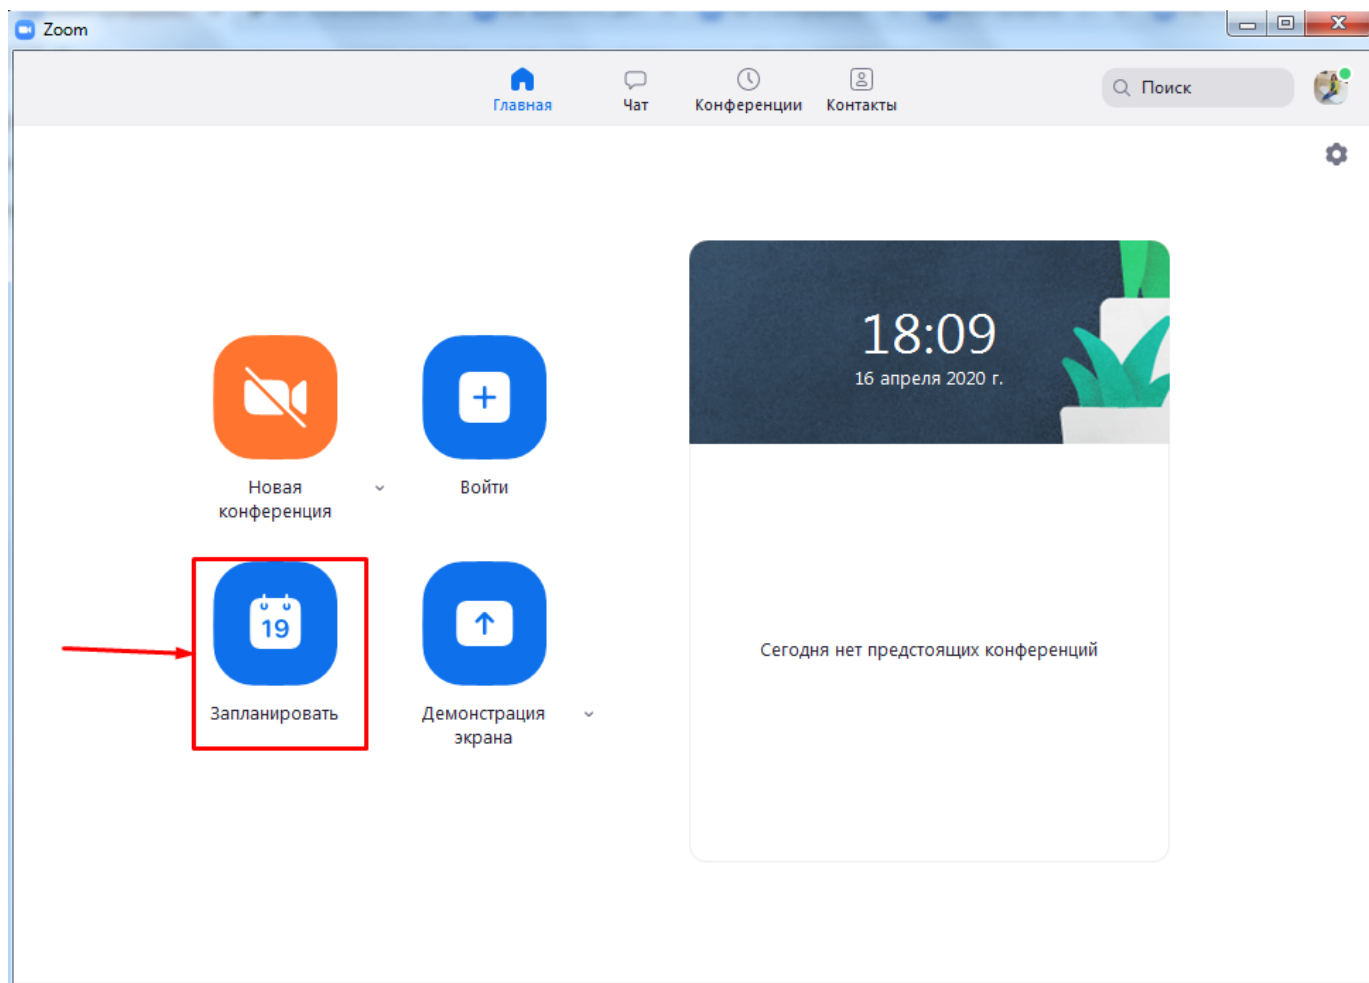 Zoom
Главная
Чат
Конференции
Контакты
Поиск
18:09
16 апреля 2020 г.
Новая
конференция
Войти
19
Запланировать
Демонстрация
экрана
Сегодня нет предстоящих конференций